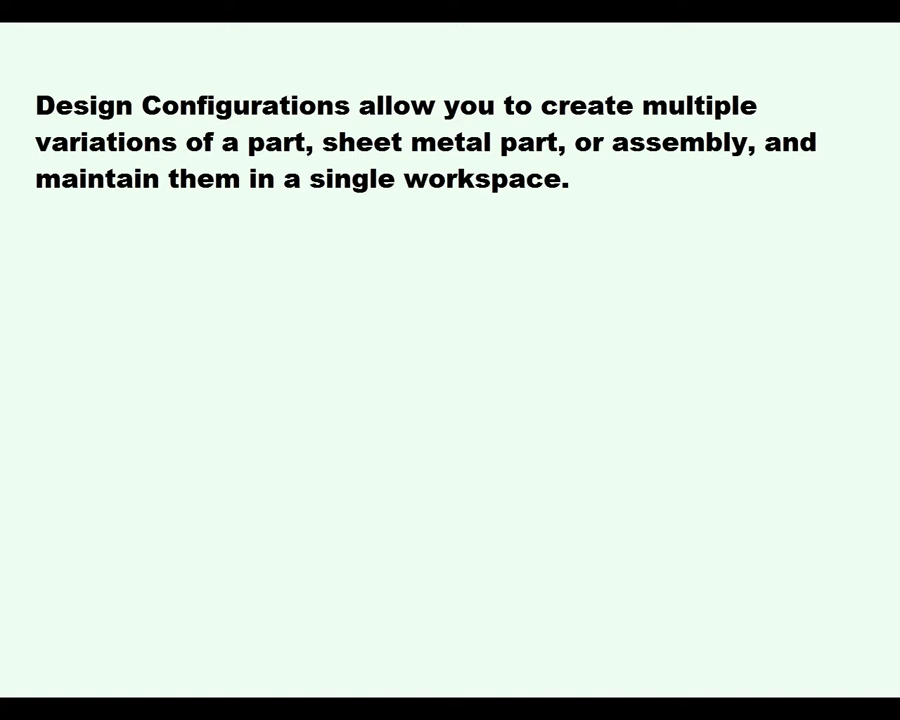 Design Configurations allow you to create multiple
variations of a part, sheet metal part, or assembly, and
maintain them in a single workspace.